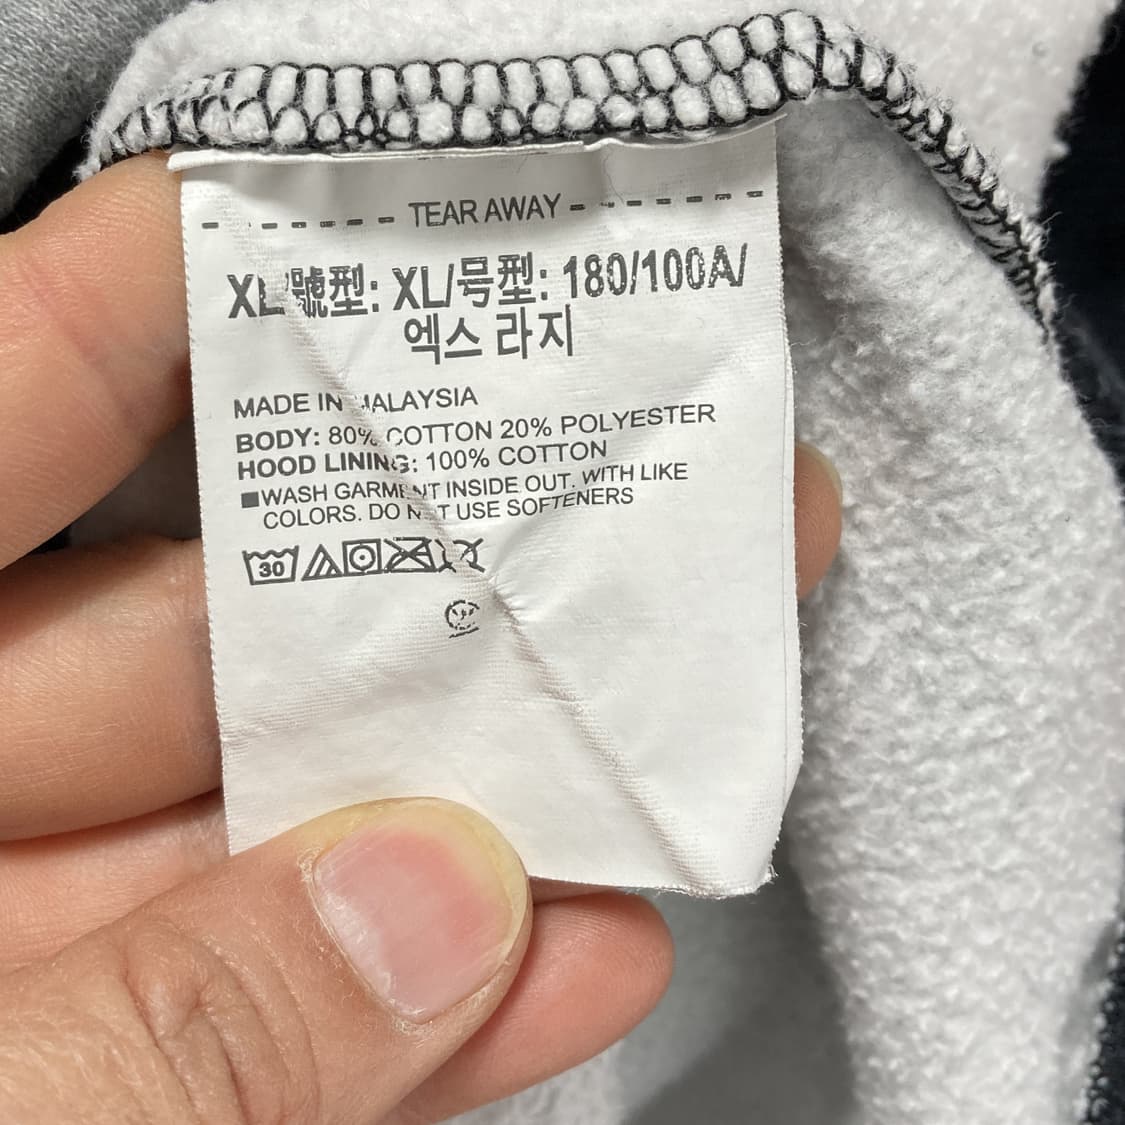 TEAR AWAY
XL/號型: XL/号型: 180/100A/
엑스 라지
MADE IN MALAYSIA
BODY: 80% COTTON 20% POLYESTER
HOOD LINING: 100% COTTON
WASH GARMENT INSIDE OUT. WITH LIKE
COLORS. DO NOT USE SOFTENERS
30